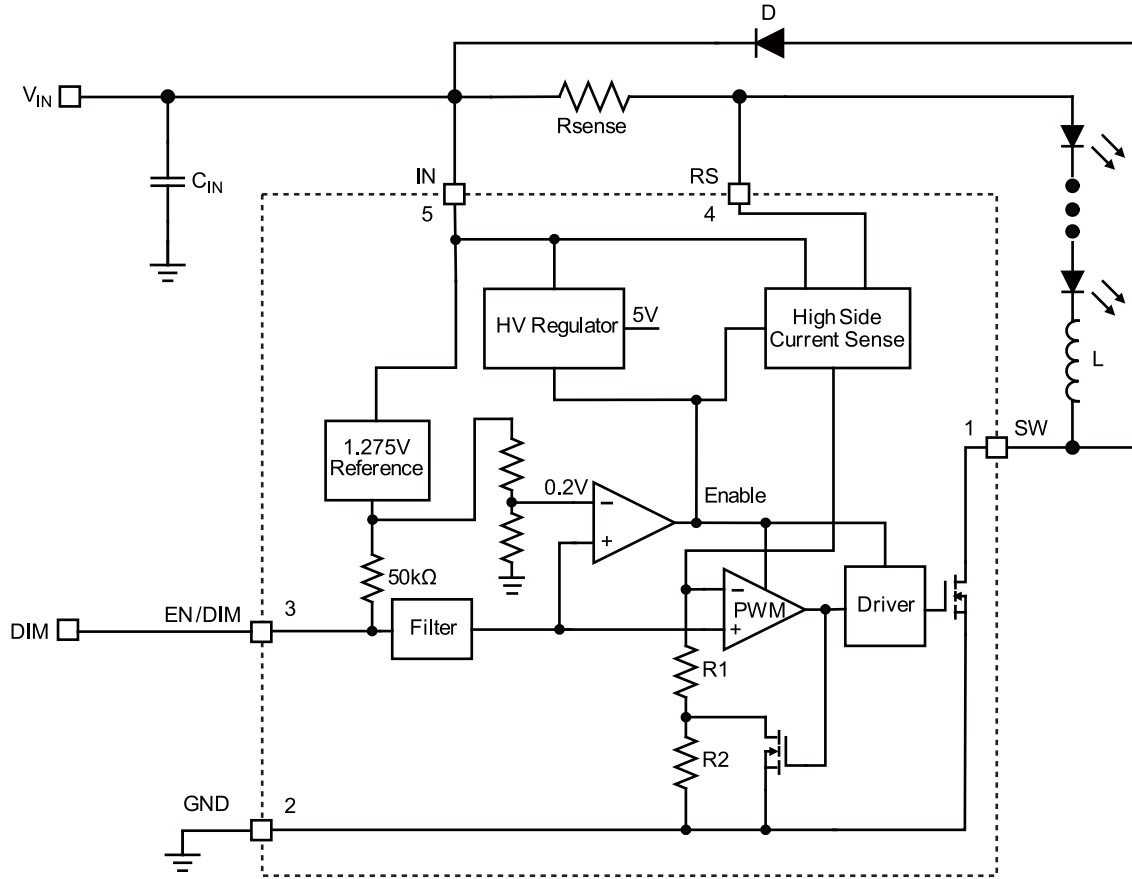 D
VIN
Rsense
CIN
IN
RS
5
4
HV Regulator
5V
High Side
Current Sense
L
1.275V
Reference
1
SW
0.2V
Enable
−
+
50kΩ
EN/DIM
3
DIM
Filter
−
PWM
+
Driver
R1
R2
GND
2